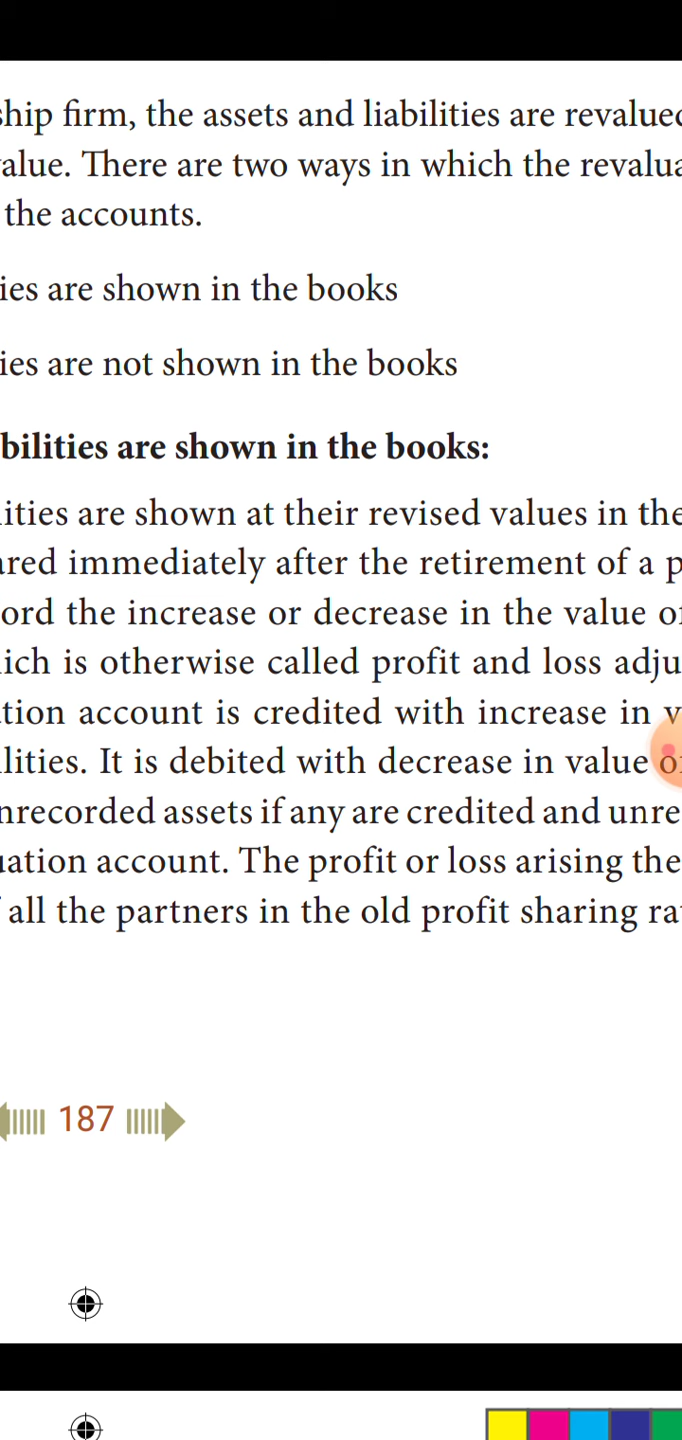 ship firm, the assets and liabilities are revalued
value. There are two ways in which the revalua
the accounts.
ies are shown in the books
ies are not shown in the books
bilities are shown in the books:
lities are shown at their revised values in the
ared immediately after the retirement of a p
ord the increase or decrease in the value of
ich is otherwise called profit and loss adju
tion account is credited with increase in v
lities. It is debited with decrease in value of
nrecorded assets if any are credited and unre
uation account. The profit or loss arising the
all the partners in the old profit sharing ra
187